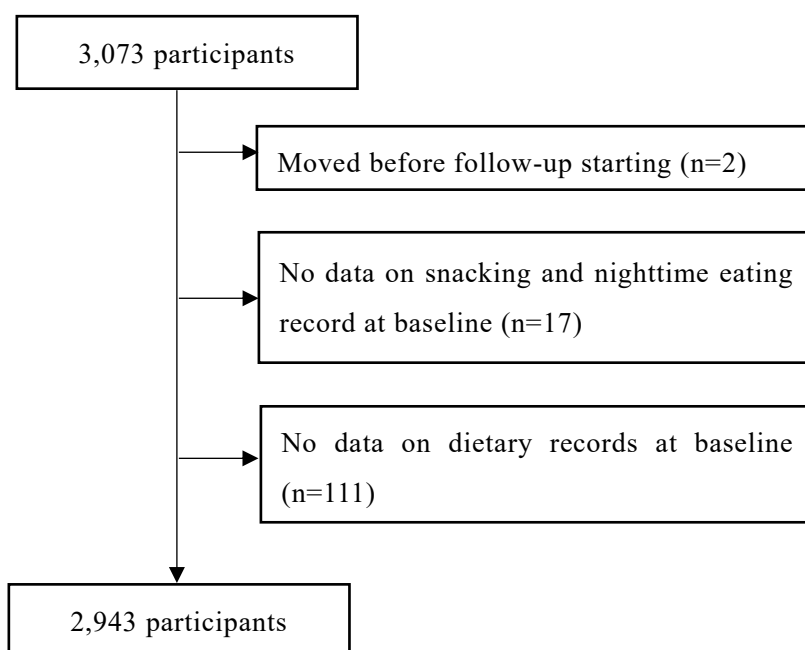 3,073 participants
Moved before follow-up starting (n=2)
No data on snacking and nighttime eating
record at baseline (n=17)
No data on dietary records at baseline
(n=111)
2,943 participants